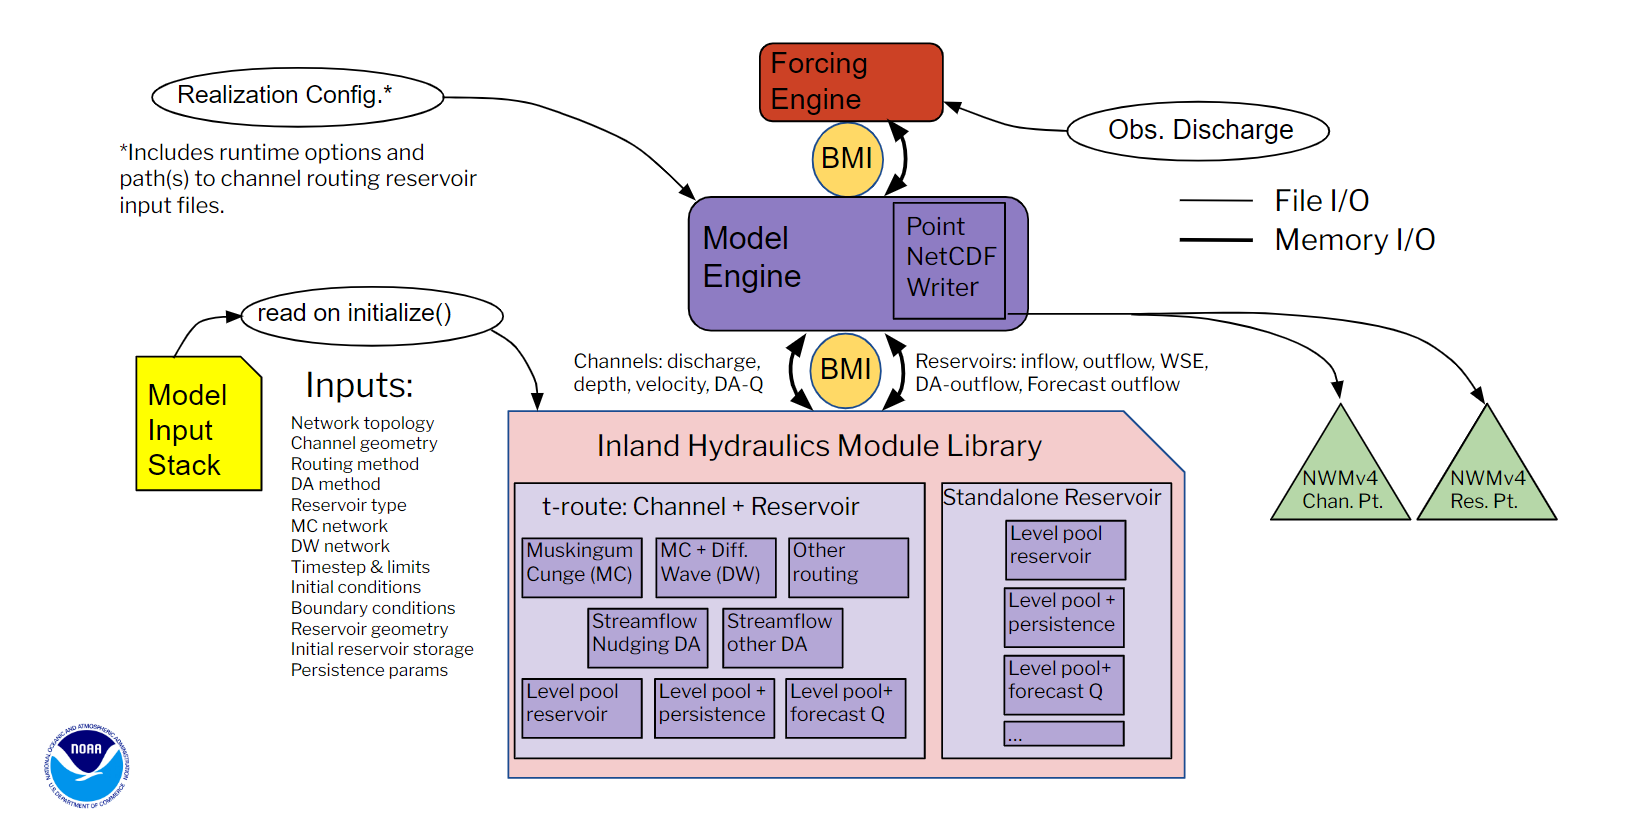 Forcing
Engine
Realization Config.*
Obs. Discharge
BMI
*Includes runtime options and
path(s) to channel routing reservoir
input files.
File I/O
Memory I/O
Model
Engine
Point
NetCDF
Writer
read on initialize()
Model
Input
Stack
Inputs:
Network topology
Channel geometry
Routing method
DA method
Reservoir type
MC network
DW network
Timestep & limits
Initial conditions
Boundary conditions
Reservoir geometry
Initial reservoir storage
Persistence params
Channels: discharge,
depth, velocity, DA-Q
BMI
Reservoirs: inflow, outflow, WSE,
DA-outflow, Forecast outflow
NWMv4
Chan. Pt.
NWMv4
Res. Pt.
Inland Hydraulics Module Library
t-route: Channel + Reservoir
Muskingum
Cunge (MC)
MC + Diff.
Wave (DW)
Other
routing
Streamflow
Nudging DA
Streamflow
other DA
Level pool
reservoir
Level pool +
persistence
Level pool+
forecast Q
Standalone Reservoir
Level pool
reservoir
Level pool +
persistence
Level pool+
forecast Q
...
NATIONAL OCEANIC AND ATMOSPHERIC ADMINISTRATION
NOAA
U.S. DEPARTMENT OF COMMERCE